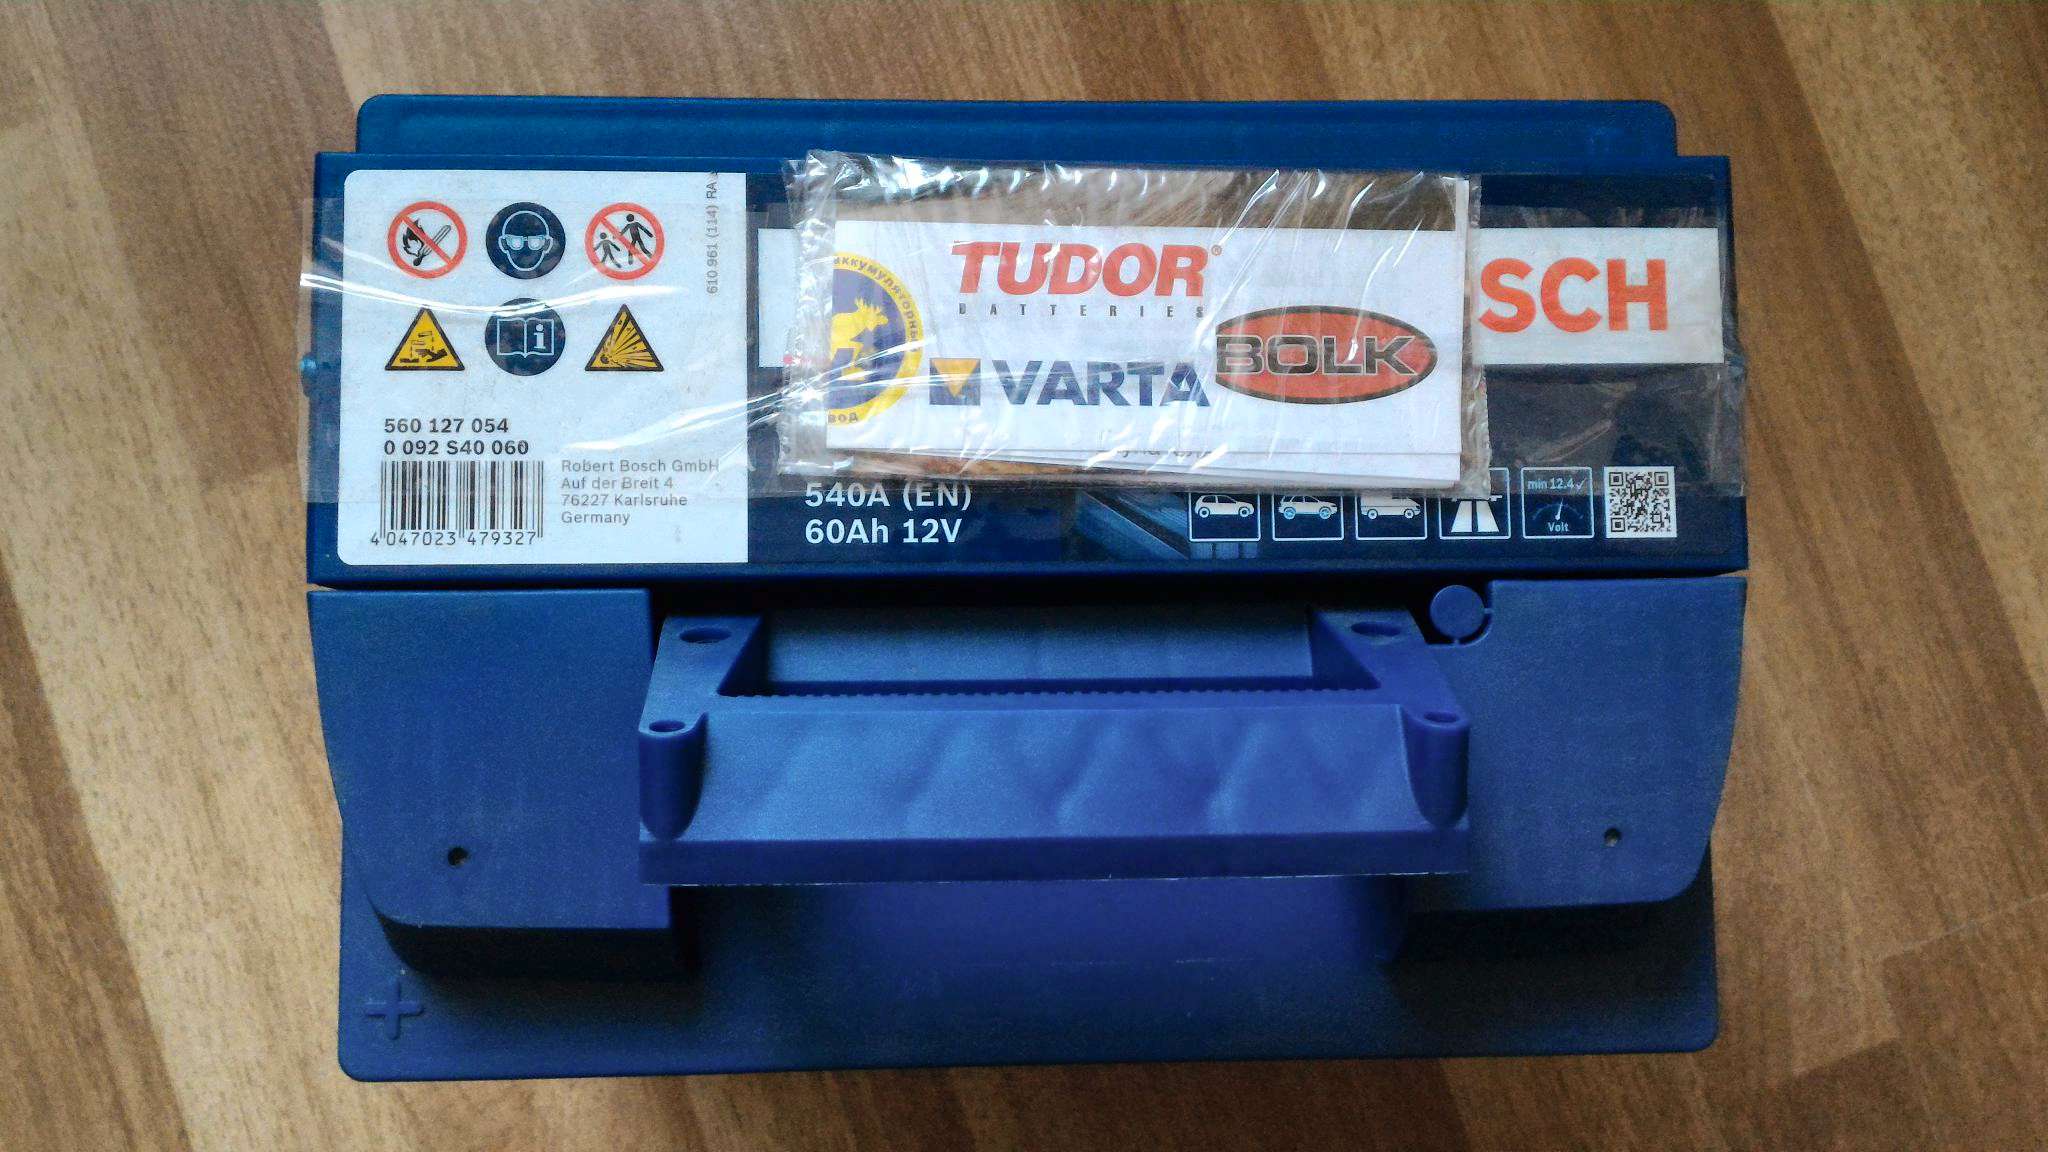 610 961 (114) RA
560 127 054
0 092 S40 060
4 047023 479327
Robert Bosch GmbH
Auf der Breit 4
76227 Karlsruhe
Germany
TUDOR®
BATTERIES
VARTA
BOLK
SCH
540A (EN)
60Ah 12V
min 12.4✓
Volt